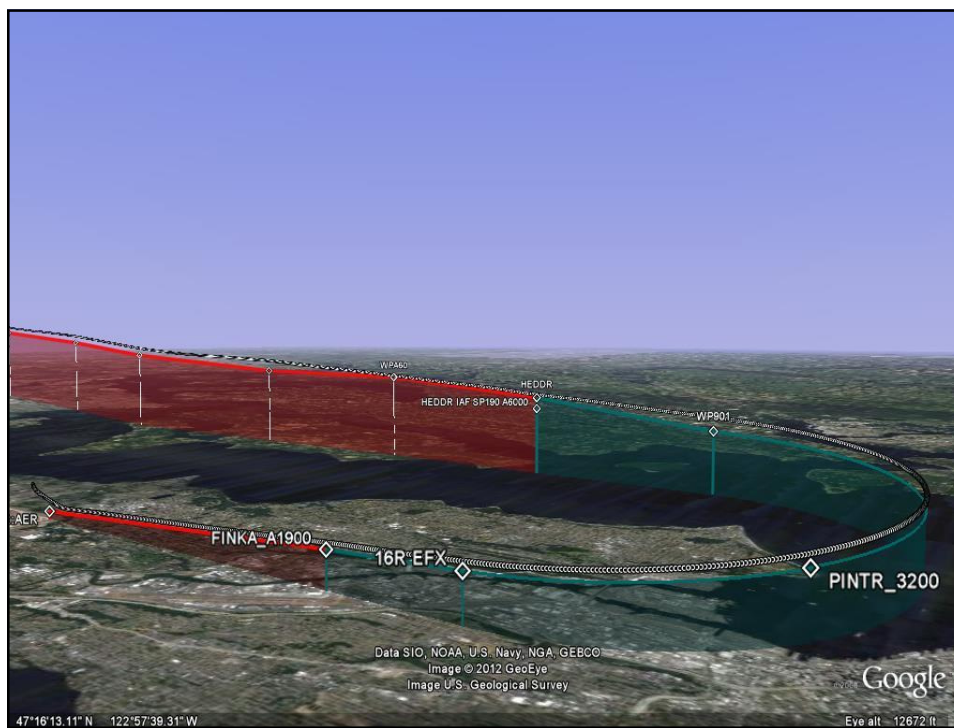 WPA60
HEDDR
HEDDR IAF SP190 A6000
WP901
AER
FINKA_A1900
16R EFX
PINTR_3200
Data SIO, NOAA, U.S. Navy, NGA, GEBCO
Image © 2012 GeoEye
Image U.S. Geological Survey
Google
47°16'13.11" N 122°57'39.31" W
Eye alt 12672 ft